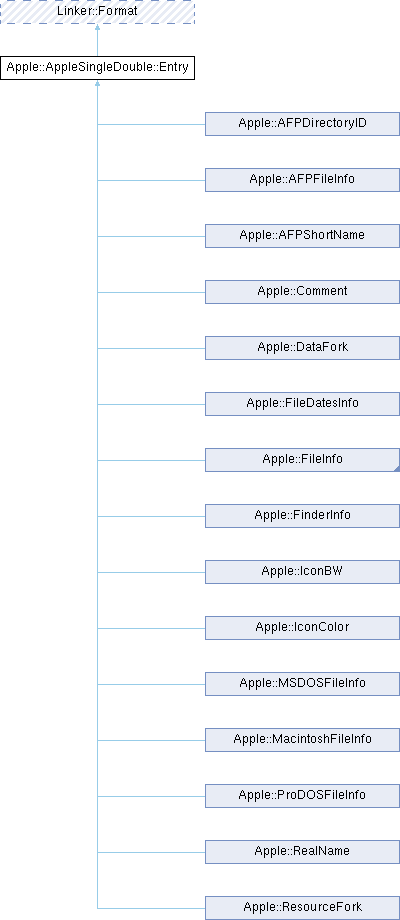 Linker::Format
Apple::AppleSingleDouble::Entry
Apple::AFPDirectoryID
Apple::AFPFileInfo
Apple::AFPShortName
Apple::Comment
Apple::DataFork
Apple::FileDatesInfo
Apple::FileInfo
Apple::FinderInfo
Apple::IconBW
Apple::IconColor
Apple::MSDOSFileInfo
Apple::MacintoshFileInfo
Apple::ProDOSFileInfo
Apple::RealName
Apple::ResourceFork